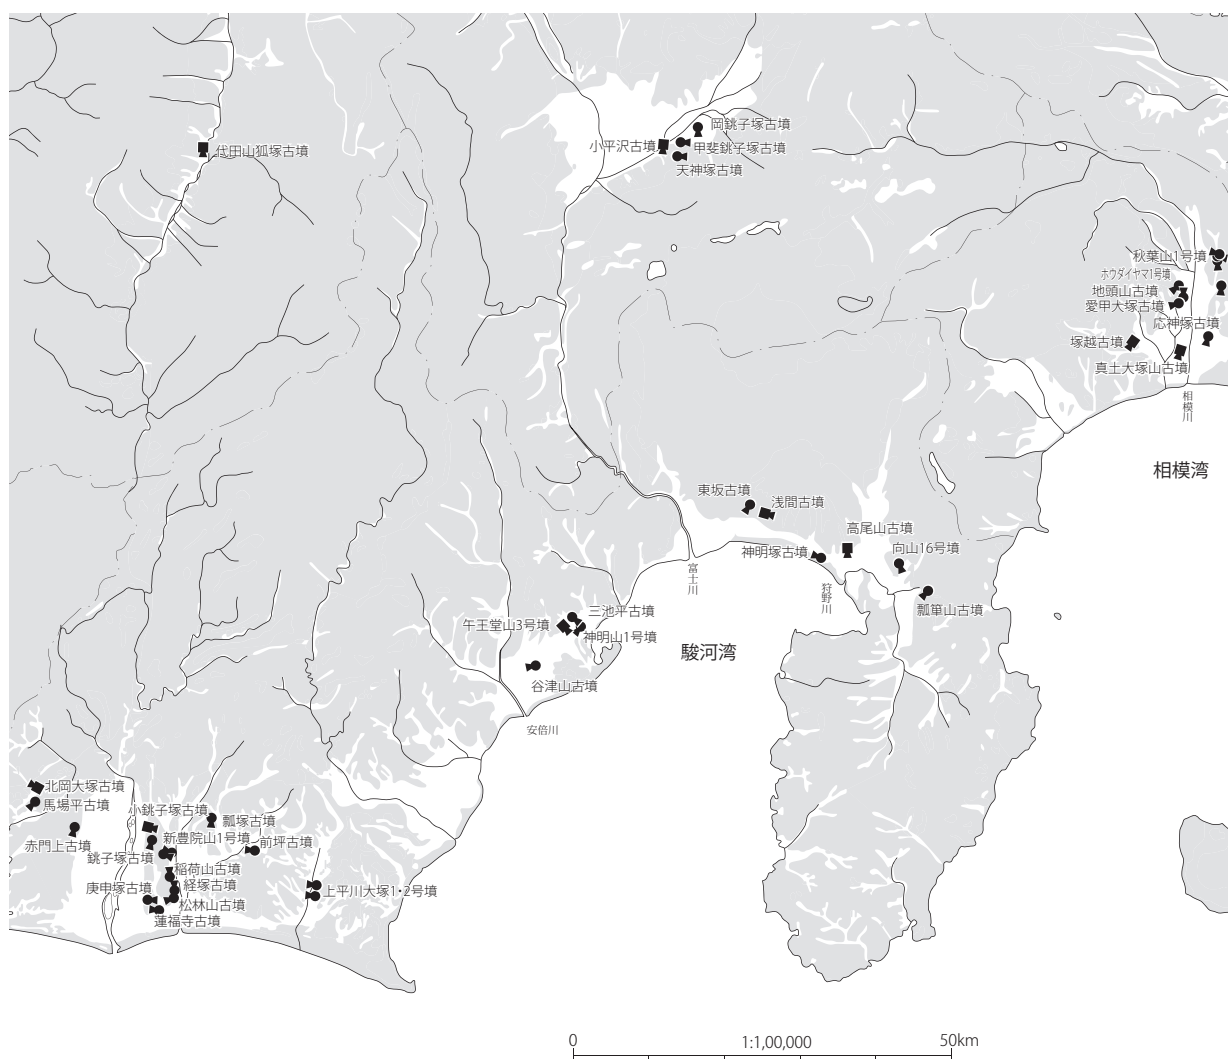 岡銚子塚古墳
小平沢古墳
甲斐銚子塚古墳
代田山狐塚古墳
天神塚古墳
秋葉山1号墳
ホウダイヤマ1号墳
地頭山古墳
愛甲大塚古墳
応神塚古墳
塚越古墳
真土大塚山古墳
相模川
相模湾
東坂古墳
浅間古墳
高尾山古墳
神明塚古墳
向山16号墳
富士川
狩野川
瓢箪山古墳
三池平古墳
午王堂山3号墳
神明山1号墳
駿河湾
谷津山古墳
安倍川
北岡大塚古墳
馬場平古墳
小銚子塚古墳
瓢塚古墳
赤門上古墳
新豊院山1号墳
前坪古墳
銚子塚古墳
稲荷山古墳
庚申塚古墳
経塚古墳
上平川大塚1・2号墳
松林山古墳
蓮福寺古墳
0
1:1,00,000
50km